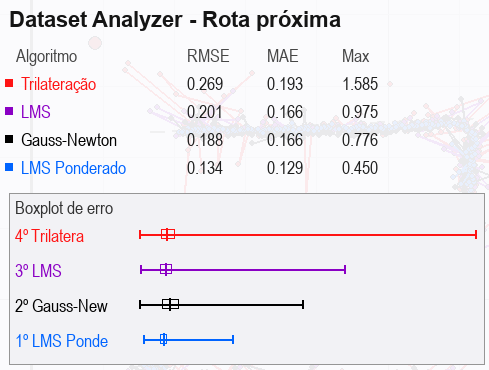 Dataset Analyzer - Rota próxima
Algoritmo RMSE MAE Max
Trilateração 0.269 0.193 1.585
LMS 0.201 0.166 0.975
Gauss-Newton 0.188 0.166 0.776
LMS Ponderado 0.134 0.129 0.450
Boxplot de erro
4º Trilatera
3º LMS
2º Gauss-New
1º LMS Ponde